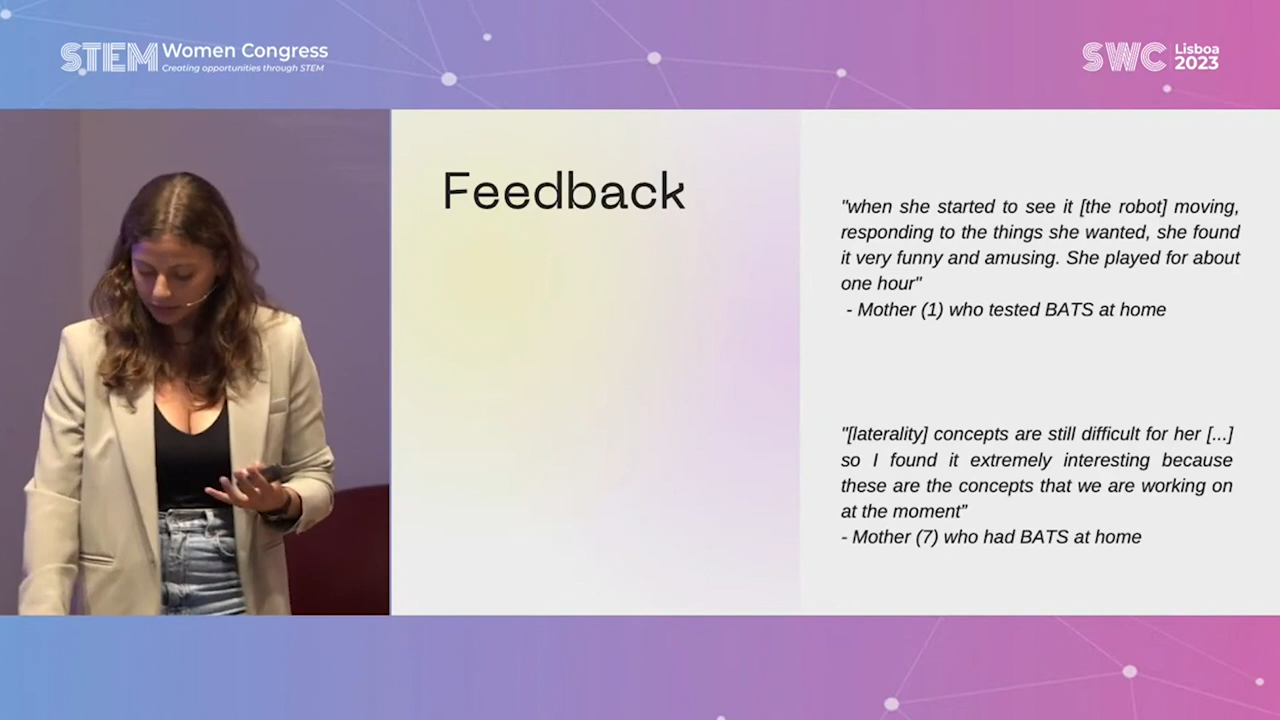 STEM Women Congress
Creating opportunities through STEM
SWC Lisboa
2023
Feedback
"when she started to see it [the robot] moving,
responding to the things she wanted, she found
it very funny and amusing. She played for about
one hour"
- Mother (1) who tested BATS at home
"[laterality] concepts are still difficult for her [...]
so I found it extremely interesting because
these are the concepts that we are working on
at the moment”
- Mother (7) who had BATS at home